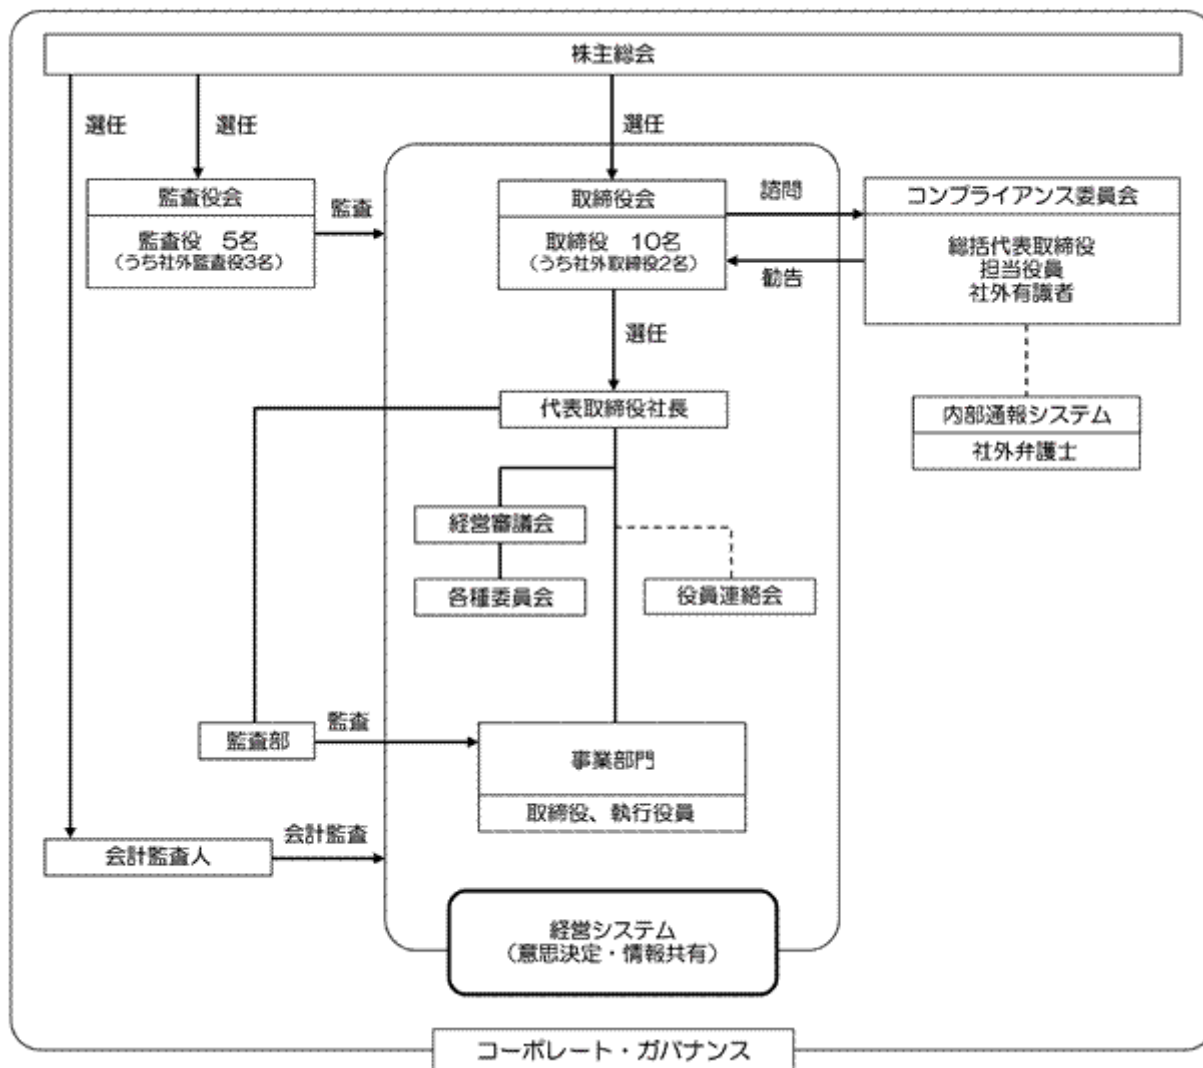 株主総会
選任
選任
選任
監査役会
監査役 5名
（うち社外監査役3名）
監査
取締役会
取締役 10名
（うち社外取締役2名）
諮問
勧告
コンプライアンス委員会
総括代表取締役
担当役員
社外有識者
選任
代表取締役社長
内部通報システム
社外弁護士
経営審議会
各種委員会
役員連絡会
監査部
監査
事業部門
取締役、執行役員
会計監査人
会計監査
経営システム
（意思決定・情報共有）
コーポレート・ガバナンス